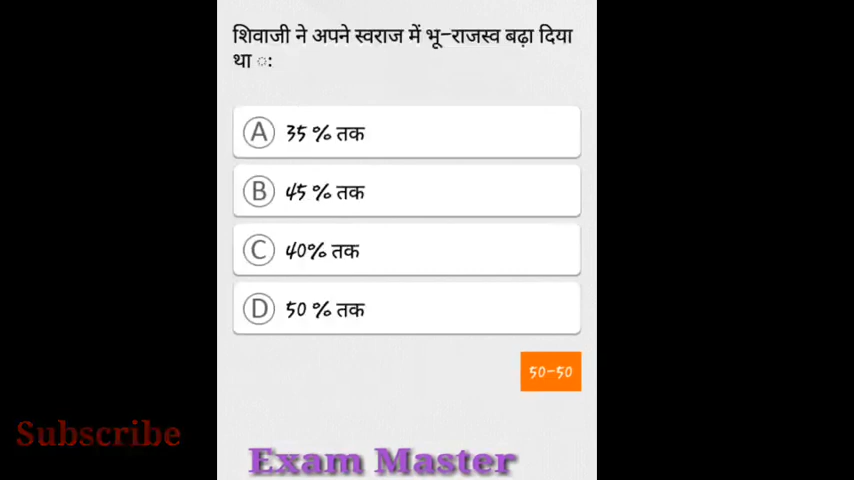 शिवाजी ने अपने स्वराज में भू-राजस्व बढ़ा दिया
था ः
A 35 % तक
B 45 % तक
C 40% तक
D 50 % तक
50-50
Subscribe
Exam Master